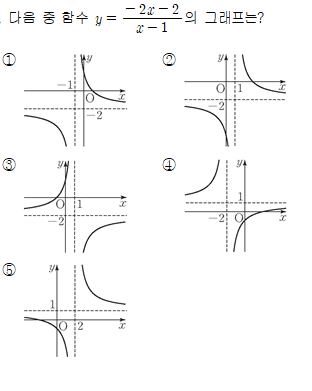 . 다음 중 함수 y = \frac{-2x-2}{x-1} 의 그래프는?
① ②
y -1 O x -2
y O 1 x -2
③ ④
y O 1 x -2
y 1 -2 O x
⑤
y 1 O 2 x